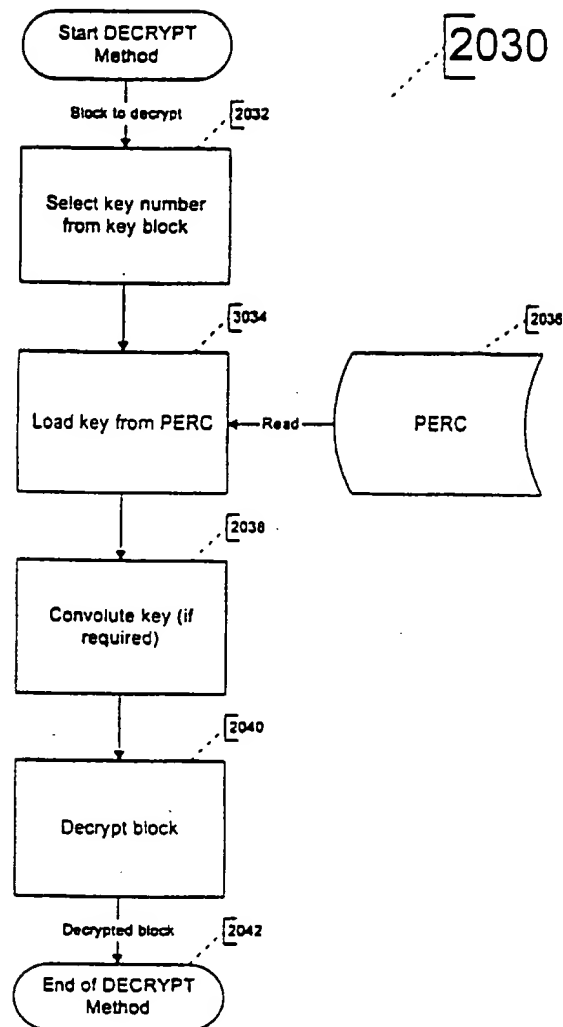 Start DECRYPT
Method
2030
Block to decrypt
2032
Select key number
from key block
3034
2036
Load key from PERC
Read
PERC
2038
Convolute key (if
required)
2040
Decrypt block
Decrypted block
2042
End of DECRYPT
Method